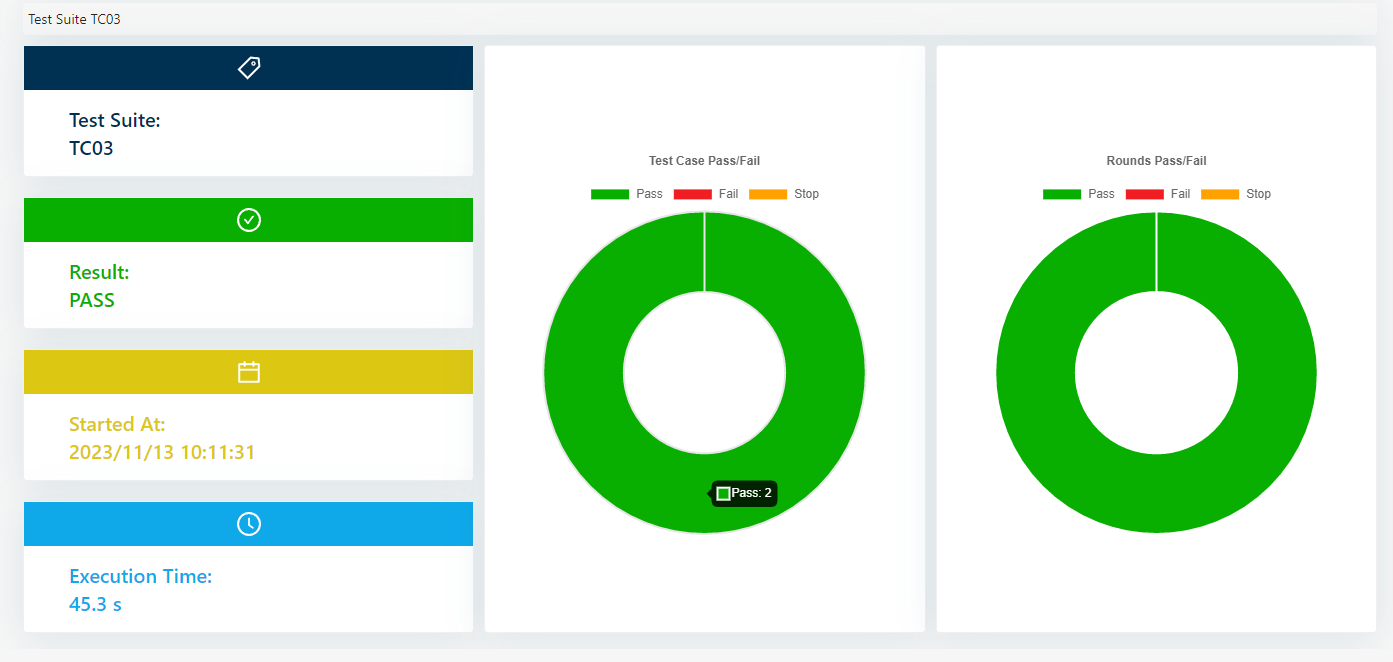 Test Suite TC03
Test Suite:
TC03
Result:
PASS
Started At:
2023/11/13 10:11:31
Execution Time:
45.3 s
Test Case Pass/Fail
Pass Fail Stop
Pass: 2
Rounds Pass/Fail
Pass Fail Stop